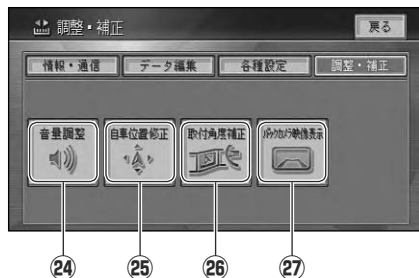 調整・補正
戻る
情報・通信
データ編集
各種設定
調整・補正
音量調整
自車位置修正
取付角度補正
バックカメラ映像表示
24
25
26
27